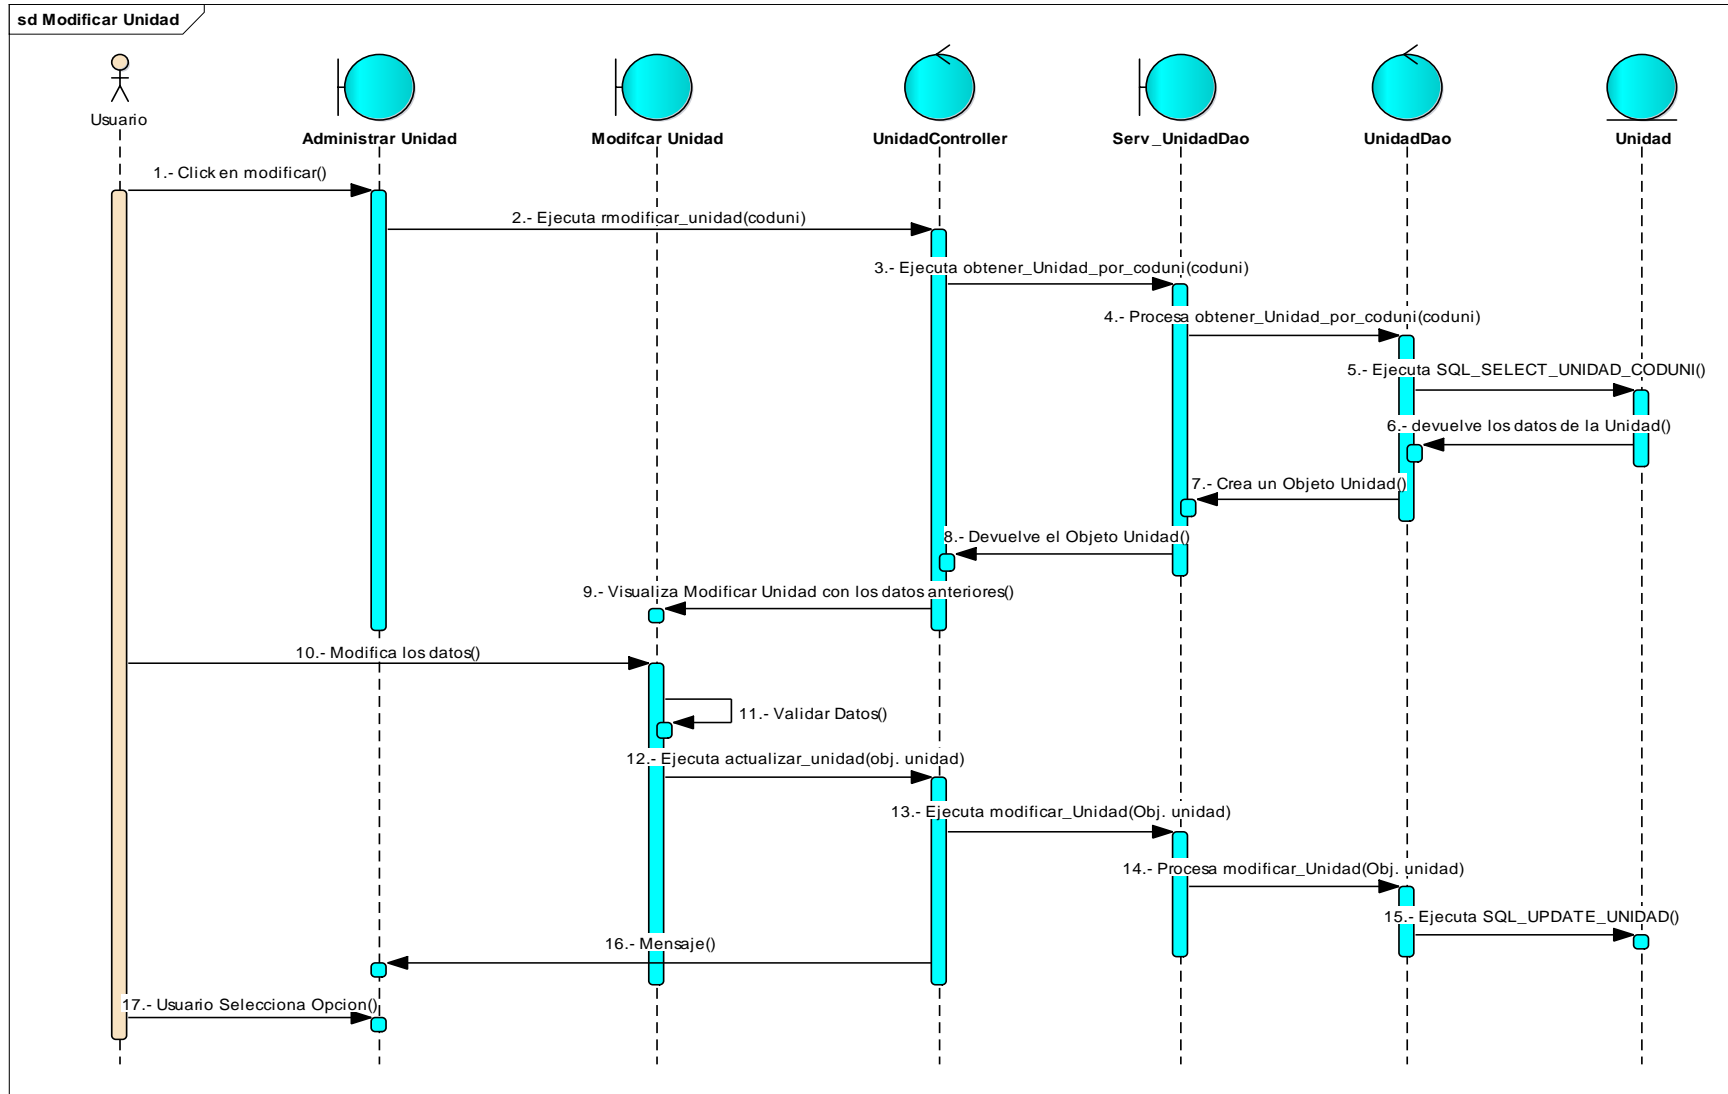 sd Modificar Unidad
Usuario
Administrar Unidad
Modifcar Unidad
UnidadController
Serv_UnidadDao
UnidadDao
Unidad
1.- Click en modificar()
2.- Ejecuta rmodificar_unidad(coduni)
3.- Ejecuta obtener_Unidad_por_coduni(coduni)
4.- Procesa obtener_Unidad_por_coduni(coduni)
5.- Ejecuta SQL_SELECT_UNIDAD_CODUNI()
6.- devuelve los datos de la Unidad()
7.- Crea un Objeto Unidad()
8.- Devuelve el Objeto Unidad()
9.- Visualiza Modificar Unidad con los datos anteriores()
10.- Modifica los datos()
11.- Validar Datos()
12.- Ejecuta actualizar_unidad(obj. unidad)
13.- Ejecuta modificar_Unidad(Obj. unidad)
14.- Procesa modificar_Unidad(Obj. unidad)
15.- Ejecuta SQL_UPDATE_UNIDAD()
16.- Mensaje()
17.- Usuario Selecciona Opcion()